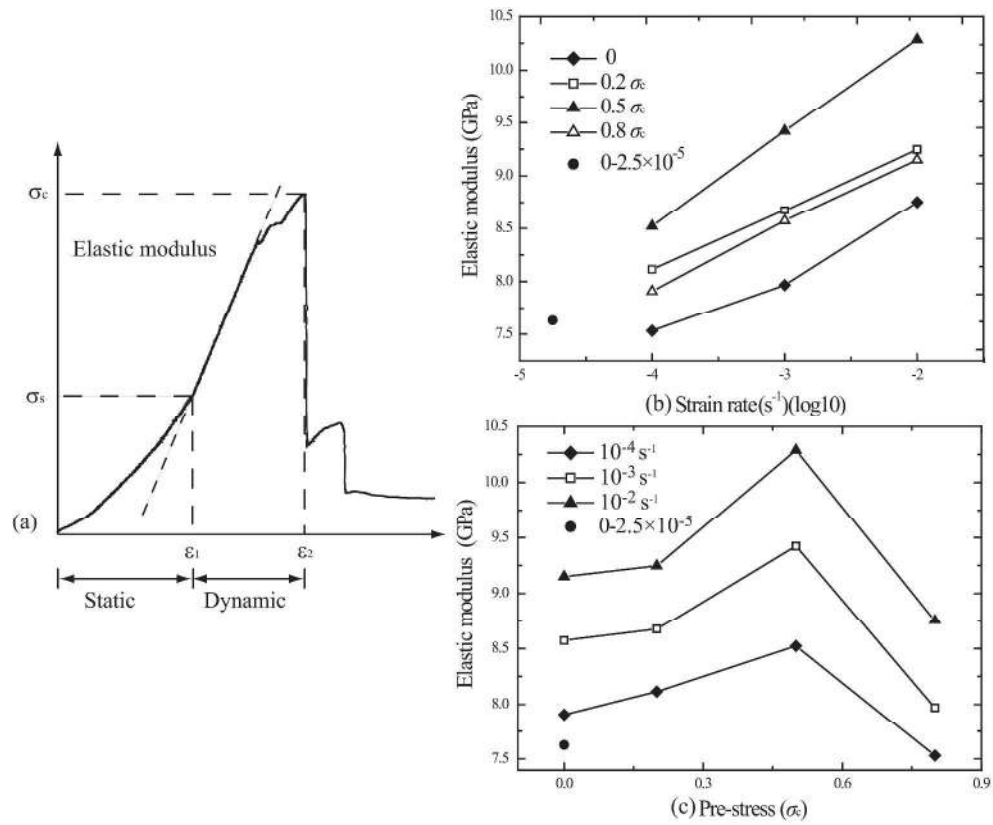 σc
Elastic modulus
σs
(a)
ε1
ε2
Static
Dynamic
Elastic modulus (GPa)
10.5
10.0
9.5
9.0
8.5
8.0
7.5
0
0.2 σc
0.5 σc
0.8 σc
0-2.5×10⁻⁵
-5
-4
-3
-2
(b) Strain rate(s⁻¹)(log10)
Elastic modulus (GPa)
10.5
10.0
9.5
9.0
8.5
8.0
7.5
10⁻⁴ s⁻¹
10⁻³ s⁻¹
10⁻² s⁻¹
0-2.5×10⁻⁵
0.0
0.3
0.6
0.9
(c) Pre-stress (σc)